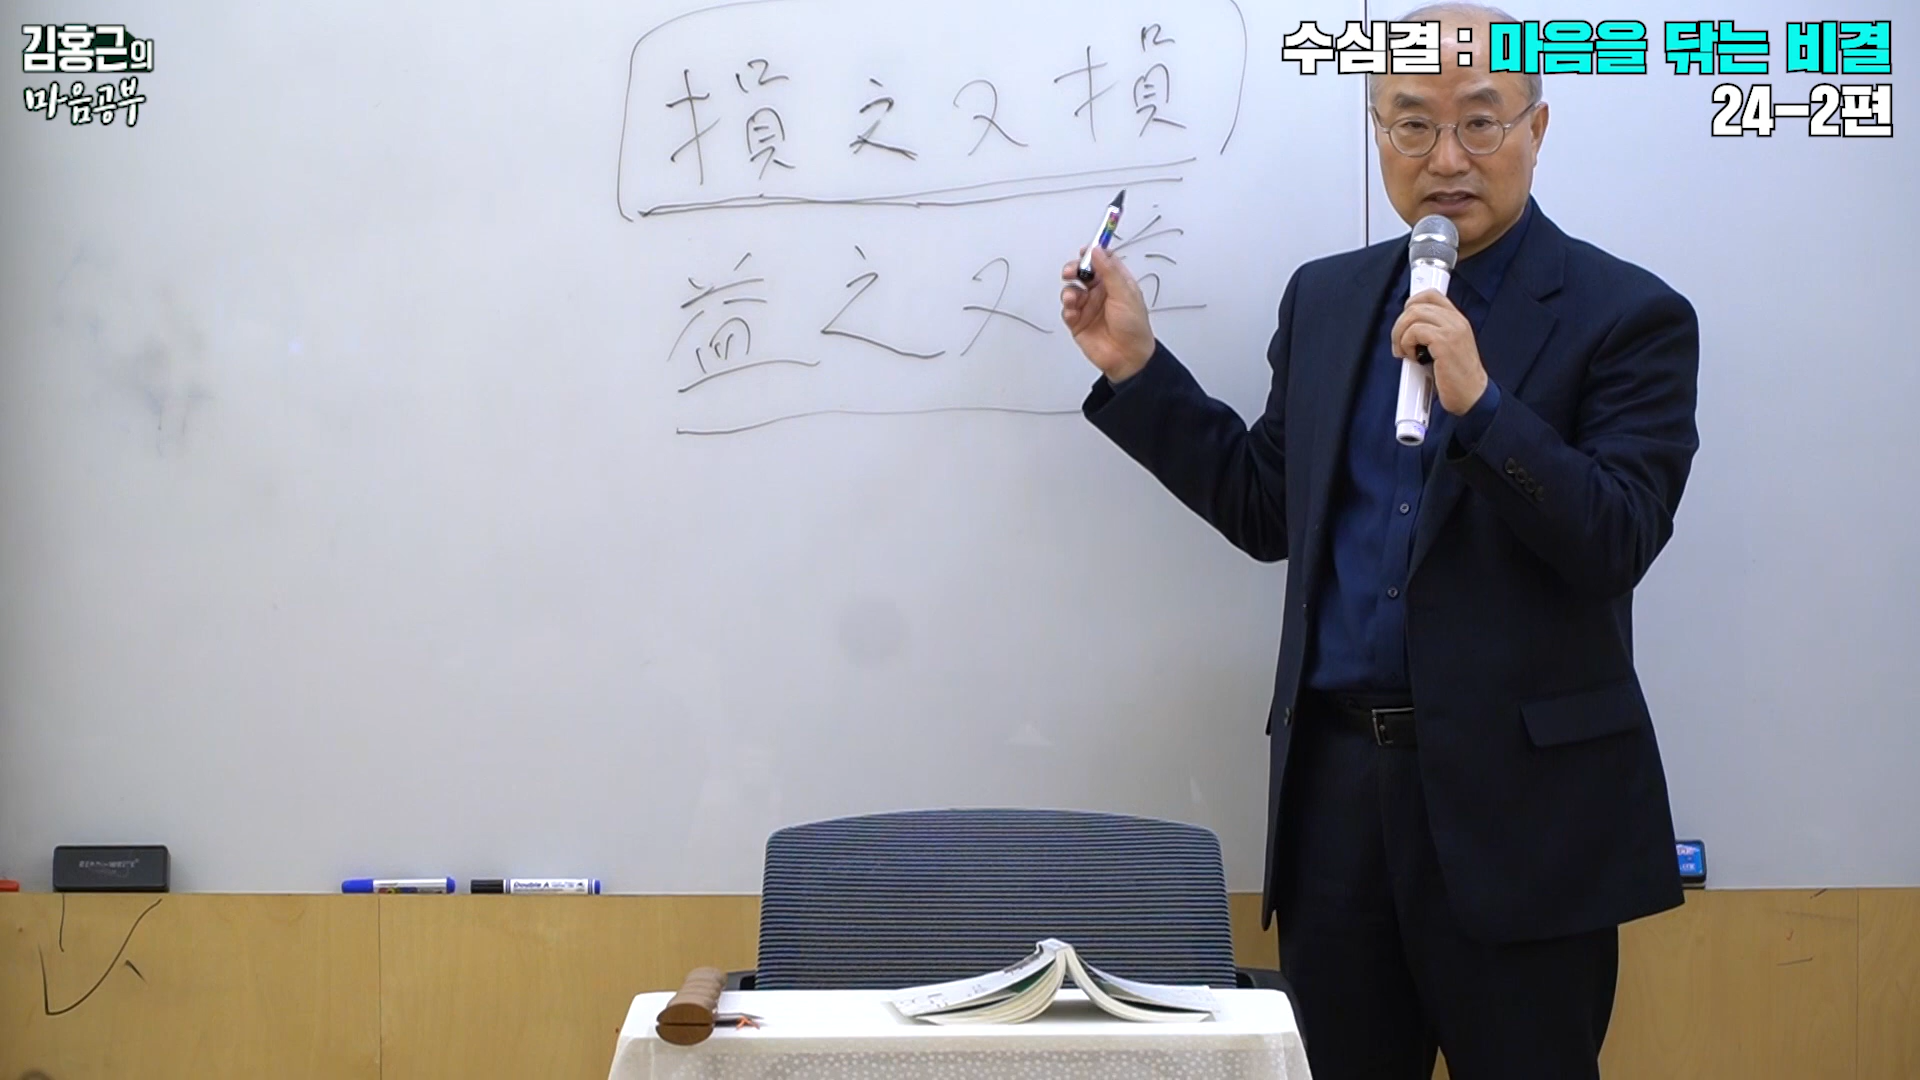 김홍근의
마음공부
수심결 : 마음을 닦는 비결
24-2편
損之又損
益之又益
Double A